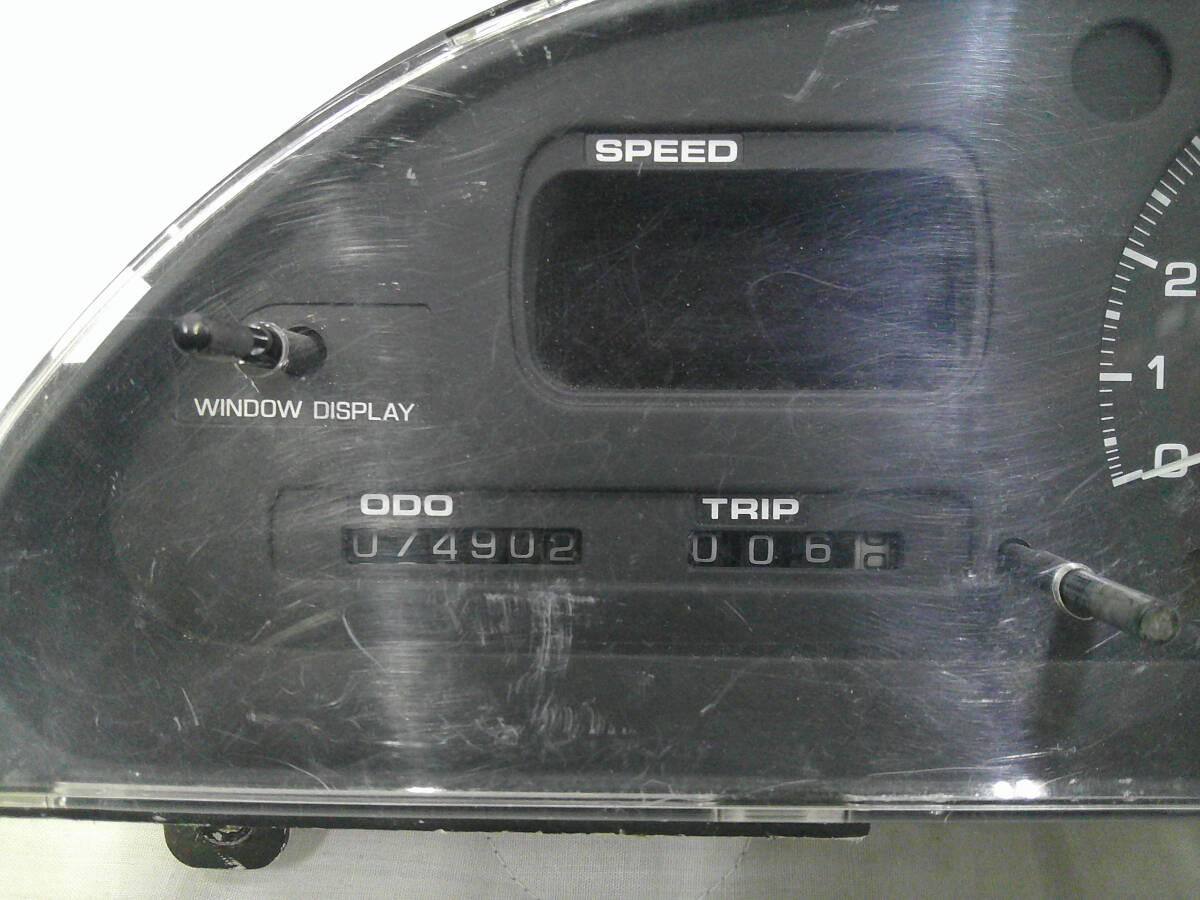 SPEED
2
1
0
WINDOW DISPLAY
ODO
TRIP
074902
006